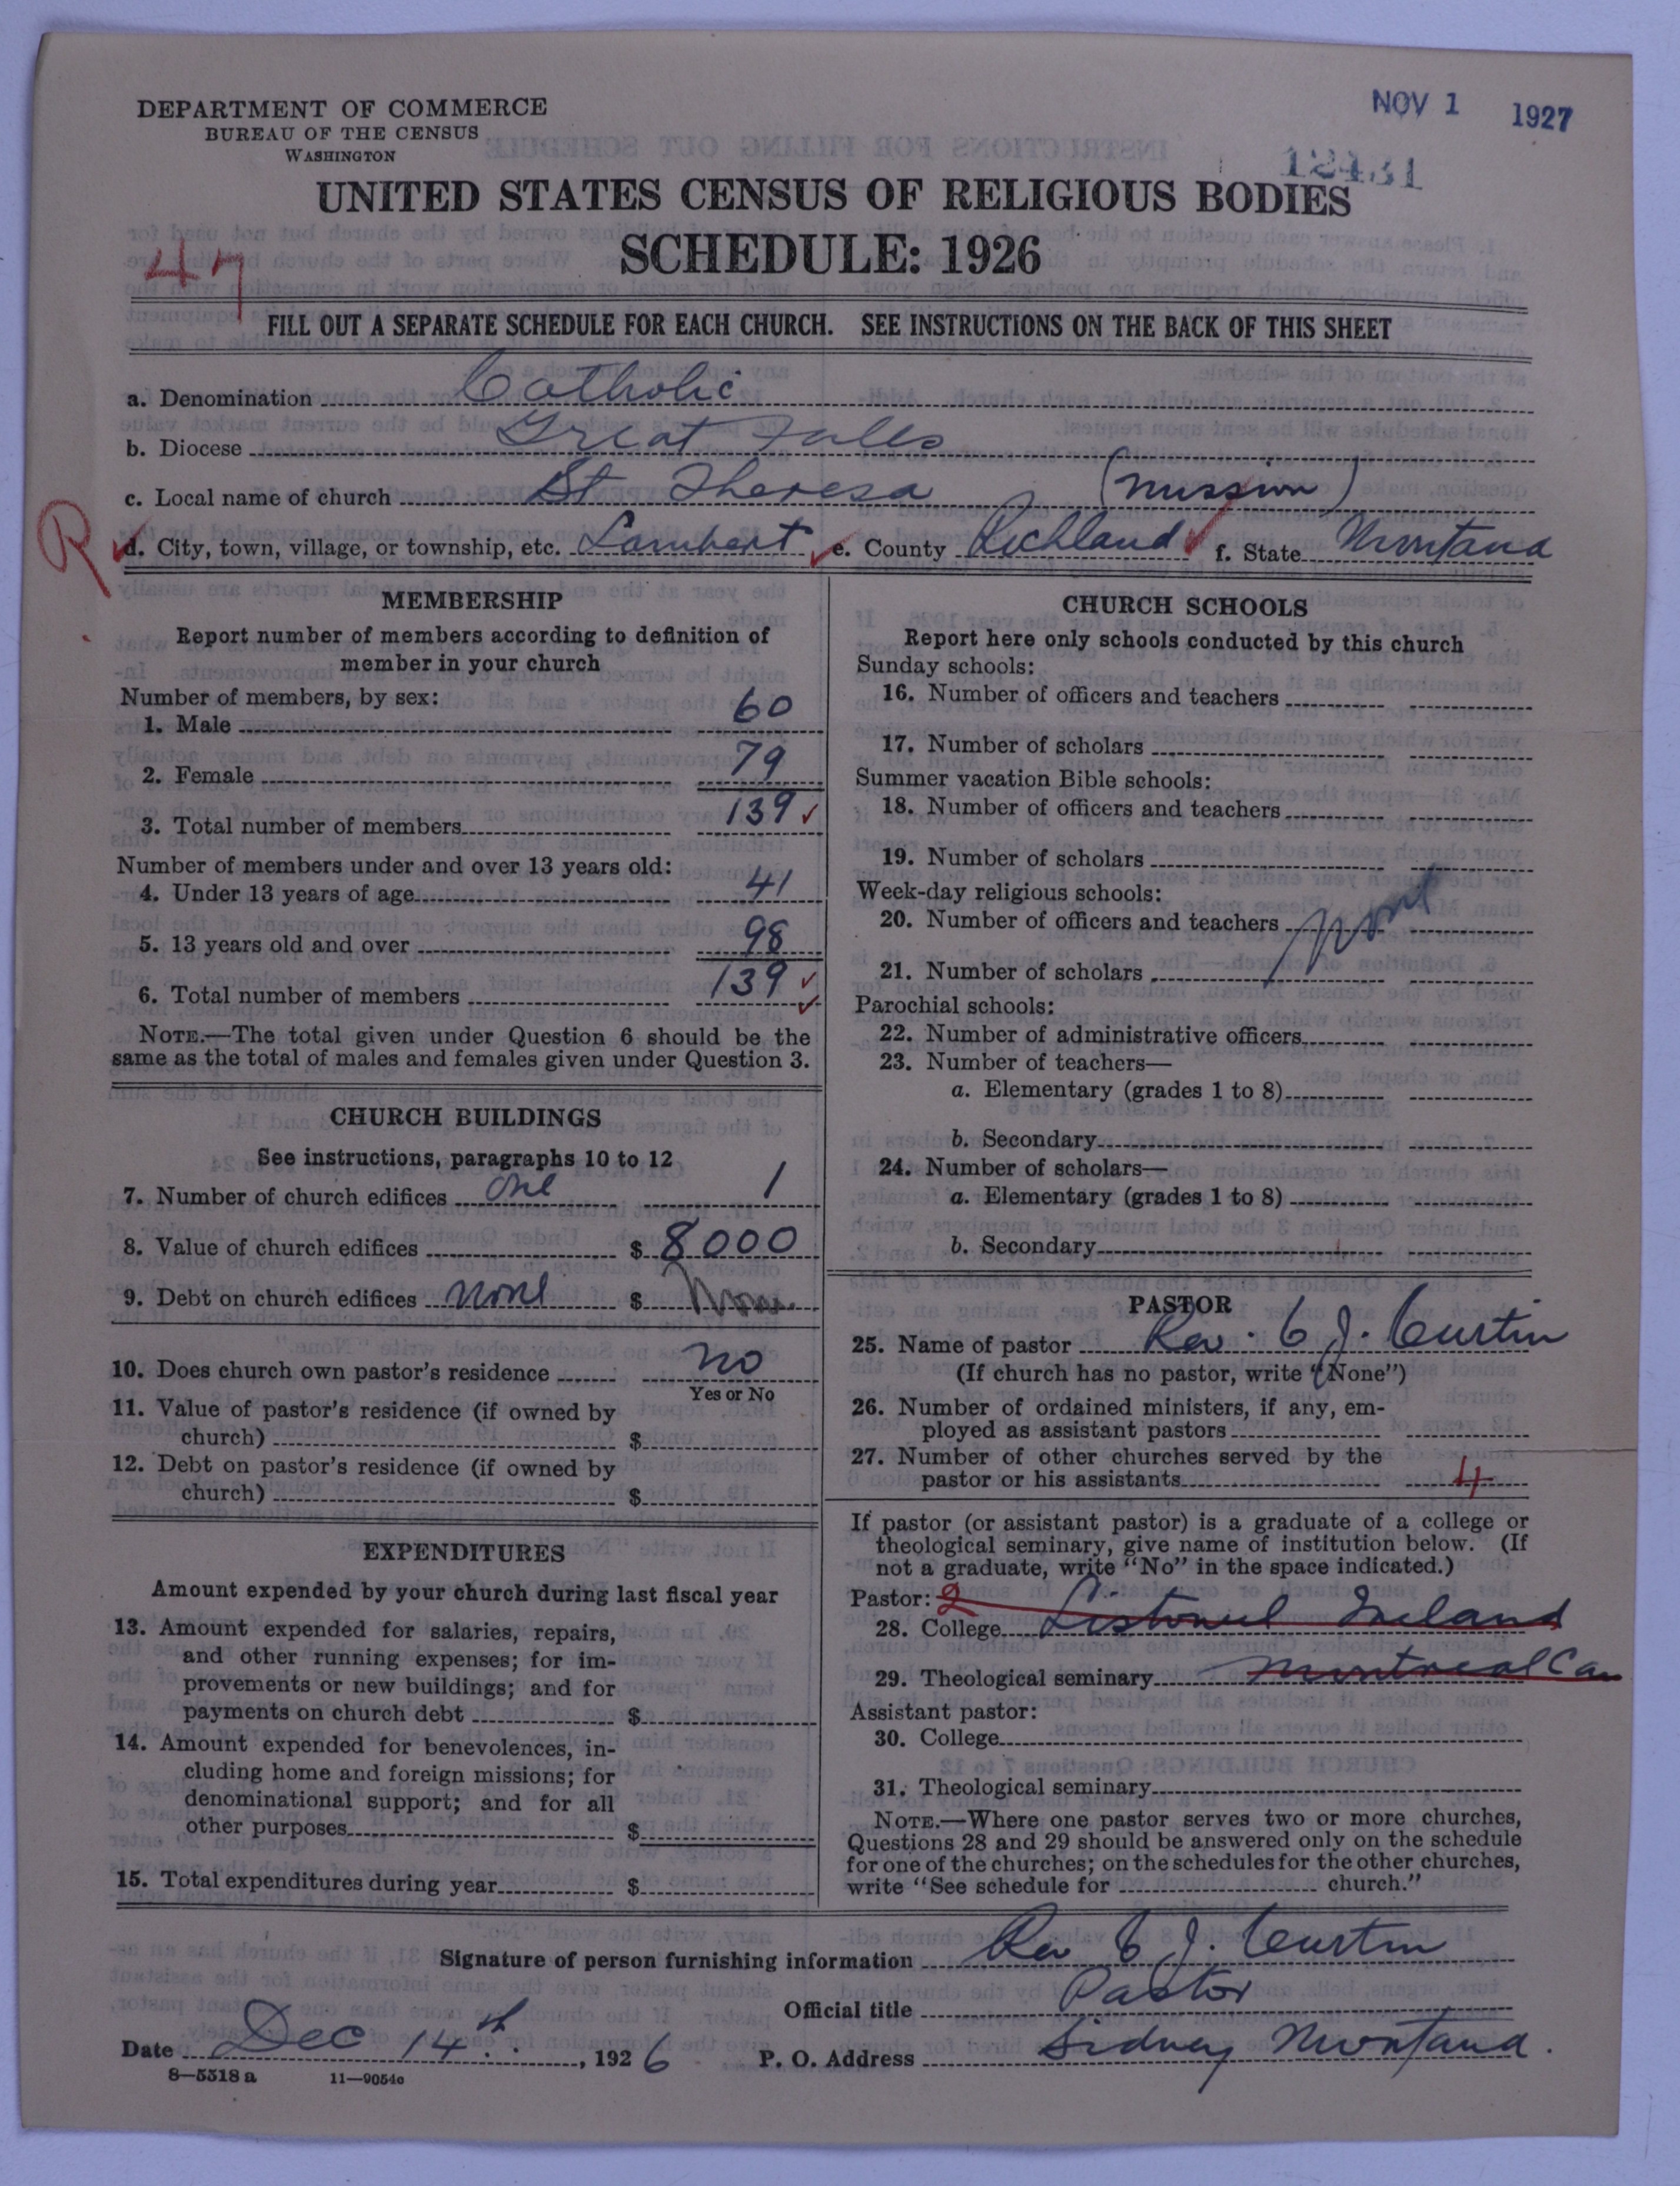 DEPARTMENT OF COMMERCE
BUREAU OF THE CENSUS
WASHINGTON
NOV 1 1927
12431
UNITED STATES CENSUS OF RELIGIOUS BODIES
SCHEDULE: 1926
47
FILL OUT A SEPARATE SCHEDULE FOR EACH CHURCH. SEE INSTRUCTIONS ON THE BACK OF THIS SHEET
a. Denomination Catholic
b. Diocese Great Falls
c. Local name of church St Theresa (mission)
R
d. City, town, village, or township, etc. Lambert e. County Richland f. State Montana
MEMBERSHIP
Report number of members according to definition of
member in your church
Number of members, by sex:
1. Male 60
2. Female 79
3. Total number of members 139 ✓
Number of members under and over 13 years old:
4. Under 13 years of age 41
5. 13 years old and over 98
6. Total number of members 139 ✓
NOTE.—The total given under Question 6 should be the
same as the total of males and females given under Question 3.
CHURCH BUILDINGS
See instructions, paragraphs 10 to 12
7. Number of church edifices one 1
8. Value of church edifices $ 8000
9. Debt on church edifices none $ None
10. Does church own pastor's residence no
Yes or No
11. Value of pastor's residence (if owned by
church) $
12. Debt on pastor's residence (if owned by
church) $
EXPENDITURES
Amount expended by your church during last fiscal year
13. Amount expended for salaries, repairs,
and other running expenses; for im-
provements or new buildings; and for
payments on church debt $
14. Amount expended for benevolences, in-
cluding home and foreign missions; for
denominational support; and for all
other purposes $
15. Total expenditures during year $
CHURCH SCHOOLS
Report here only schools conducted by this church
Sunday schools:
16. Number of officers and teachers
17. Number of scholars
Summer vacation Bible schools:
18. Number of officers and teachers
19. Number of scholars
Week-day religious schools:
20. Number of officers and teachers none
21. Number of scholars
Parochial schools:
22. Number of administrative officers
23. Number of teachers—
a. Elementary (grades 1 to 8)
b. Secondary
24. Number of scholars—
a. Elementary (grades 1 to 8)
b. Secondary
PASTOR
25. Name of pastor Rev. C J. Curtin
(If church has no pastor, write "None")
26. Number of ordained ministers, if any, em-
ployed as assistant pastors
27. Number of other churches served by the
pastor or his assistants 4
If pastor (or assistant pastor) is a graduate of a college or
theological seminary, give name of institution below. (If
not a graduate, write "No" in the space indicated.)
Pastor: 2
28. College Listowel Ireland
29. Theological seminary Montreal Can
Assistant pastor:
30. College
31. Theological seminary
NOTE.—Where one pastor serves two or more churches,
Questions 28 and 29 should be answered only on the schedule
for one of the churches; on the schedules for the other churches,
write "See schedule for church."
Signature of person furnishing information Rev C J. Curtin
Official title Pastor
Date Dec 14th, 1926 P. O. Address Sidney Montana.
8—5518 a 11—9054c